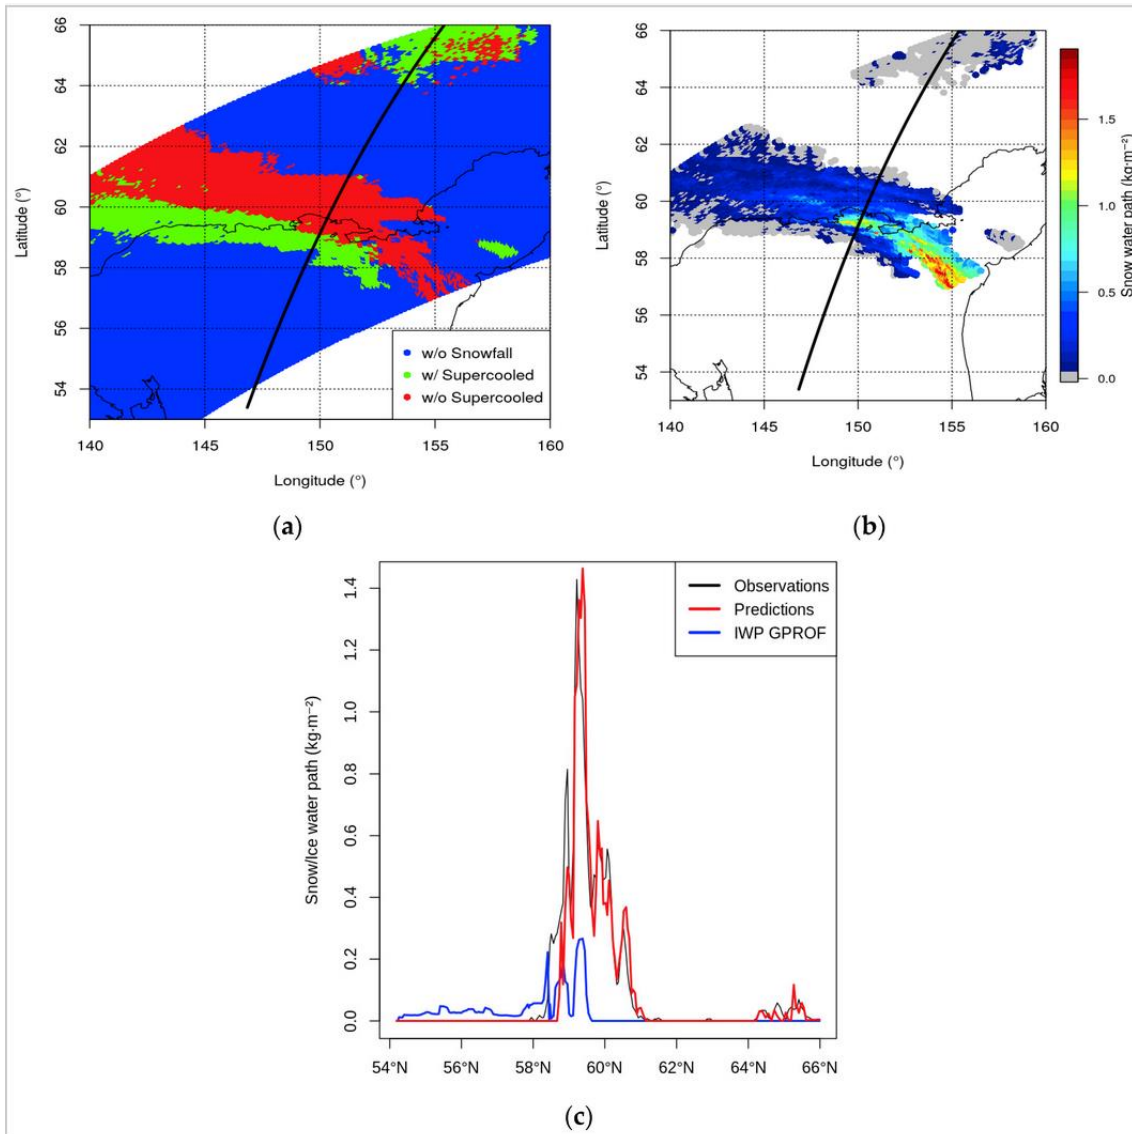 66
64
62
60
58
56
54
Latitude (°)
w/o Snowfall
w/ Supercooled
w/o Supercooled
140
145
150
155
160
Longitude (°)
(a)
66
64
62
60
58
56
54
Latitude (°)
140
145
150
155
160
Longitude (°)
1.5
1.0
0.5
0.0
Snow water path (kg·m⁻²)
(b)
Observations
Predictions
IWP GPROF
1.4
1.2
1.0
0.8
0.6
0.4
0.2
0.0
Snow/Ice water path (kg·m⁻²)
54°N
56°N
58°N
60°N
62°N
64°N
66°N
(c)